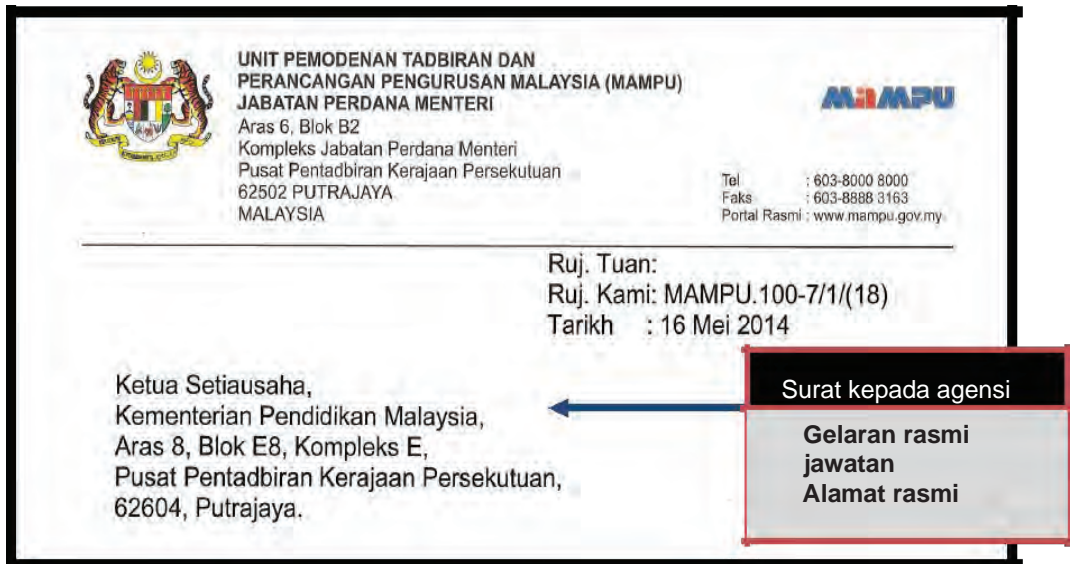 UNIT PEMODENAN TADBIRAN DAN
PERANCANGAN PENGURUSAN MALAYSIA (MAMPU)
JABATAN PERDANA MENTERI
Aras 6, Blok B2
Kompleks Jabatan Perdana Menteri
Pusat Pentadbiran Kerajaan Persekutuan
62502 PUTRAJAYA
MALAYSIA
MAMPU
Tel : 603-8000 8000
Faks : 603-8888 3163
Portal Rasmi : www.mampu.gov.my
Ruj. Tuan:
Ruj. Kami: MAMPU.100-7/1/(18)
Tarikh : 16 Mei 2014
Ketua Setiausaha,
Kementerian Pendidikan Malaysia,
Aras 8, Blok E8, Kompleks E,
Pusat Pentadbiran Kerajaan Persekutuan,
62604, Putrajaya.
Surat kepada agensi
Gelaran rasmi
jawatan
Alamat rasmi